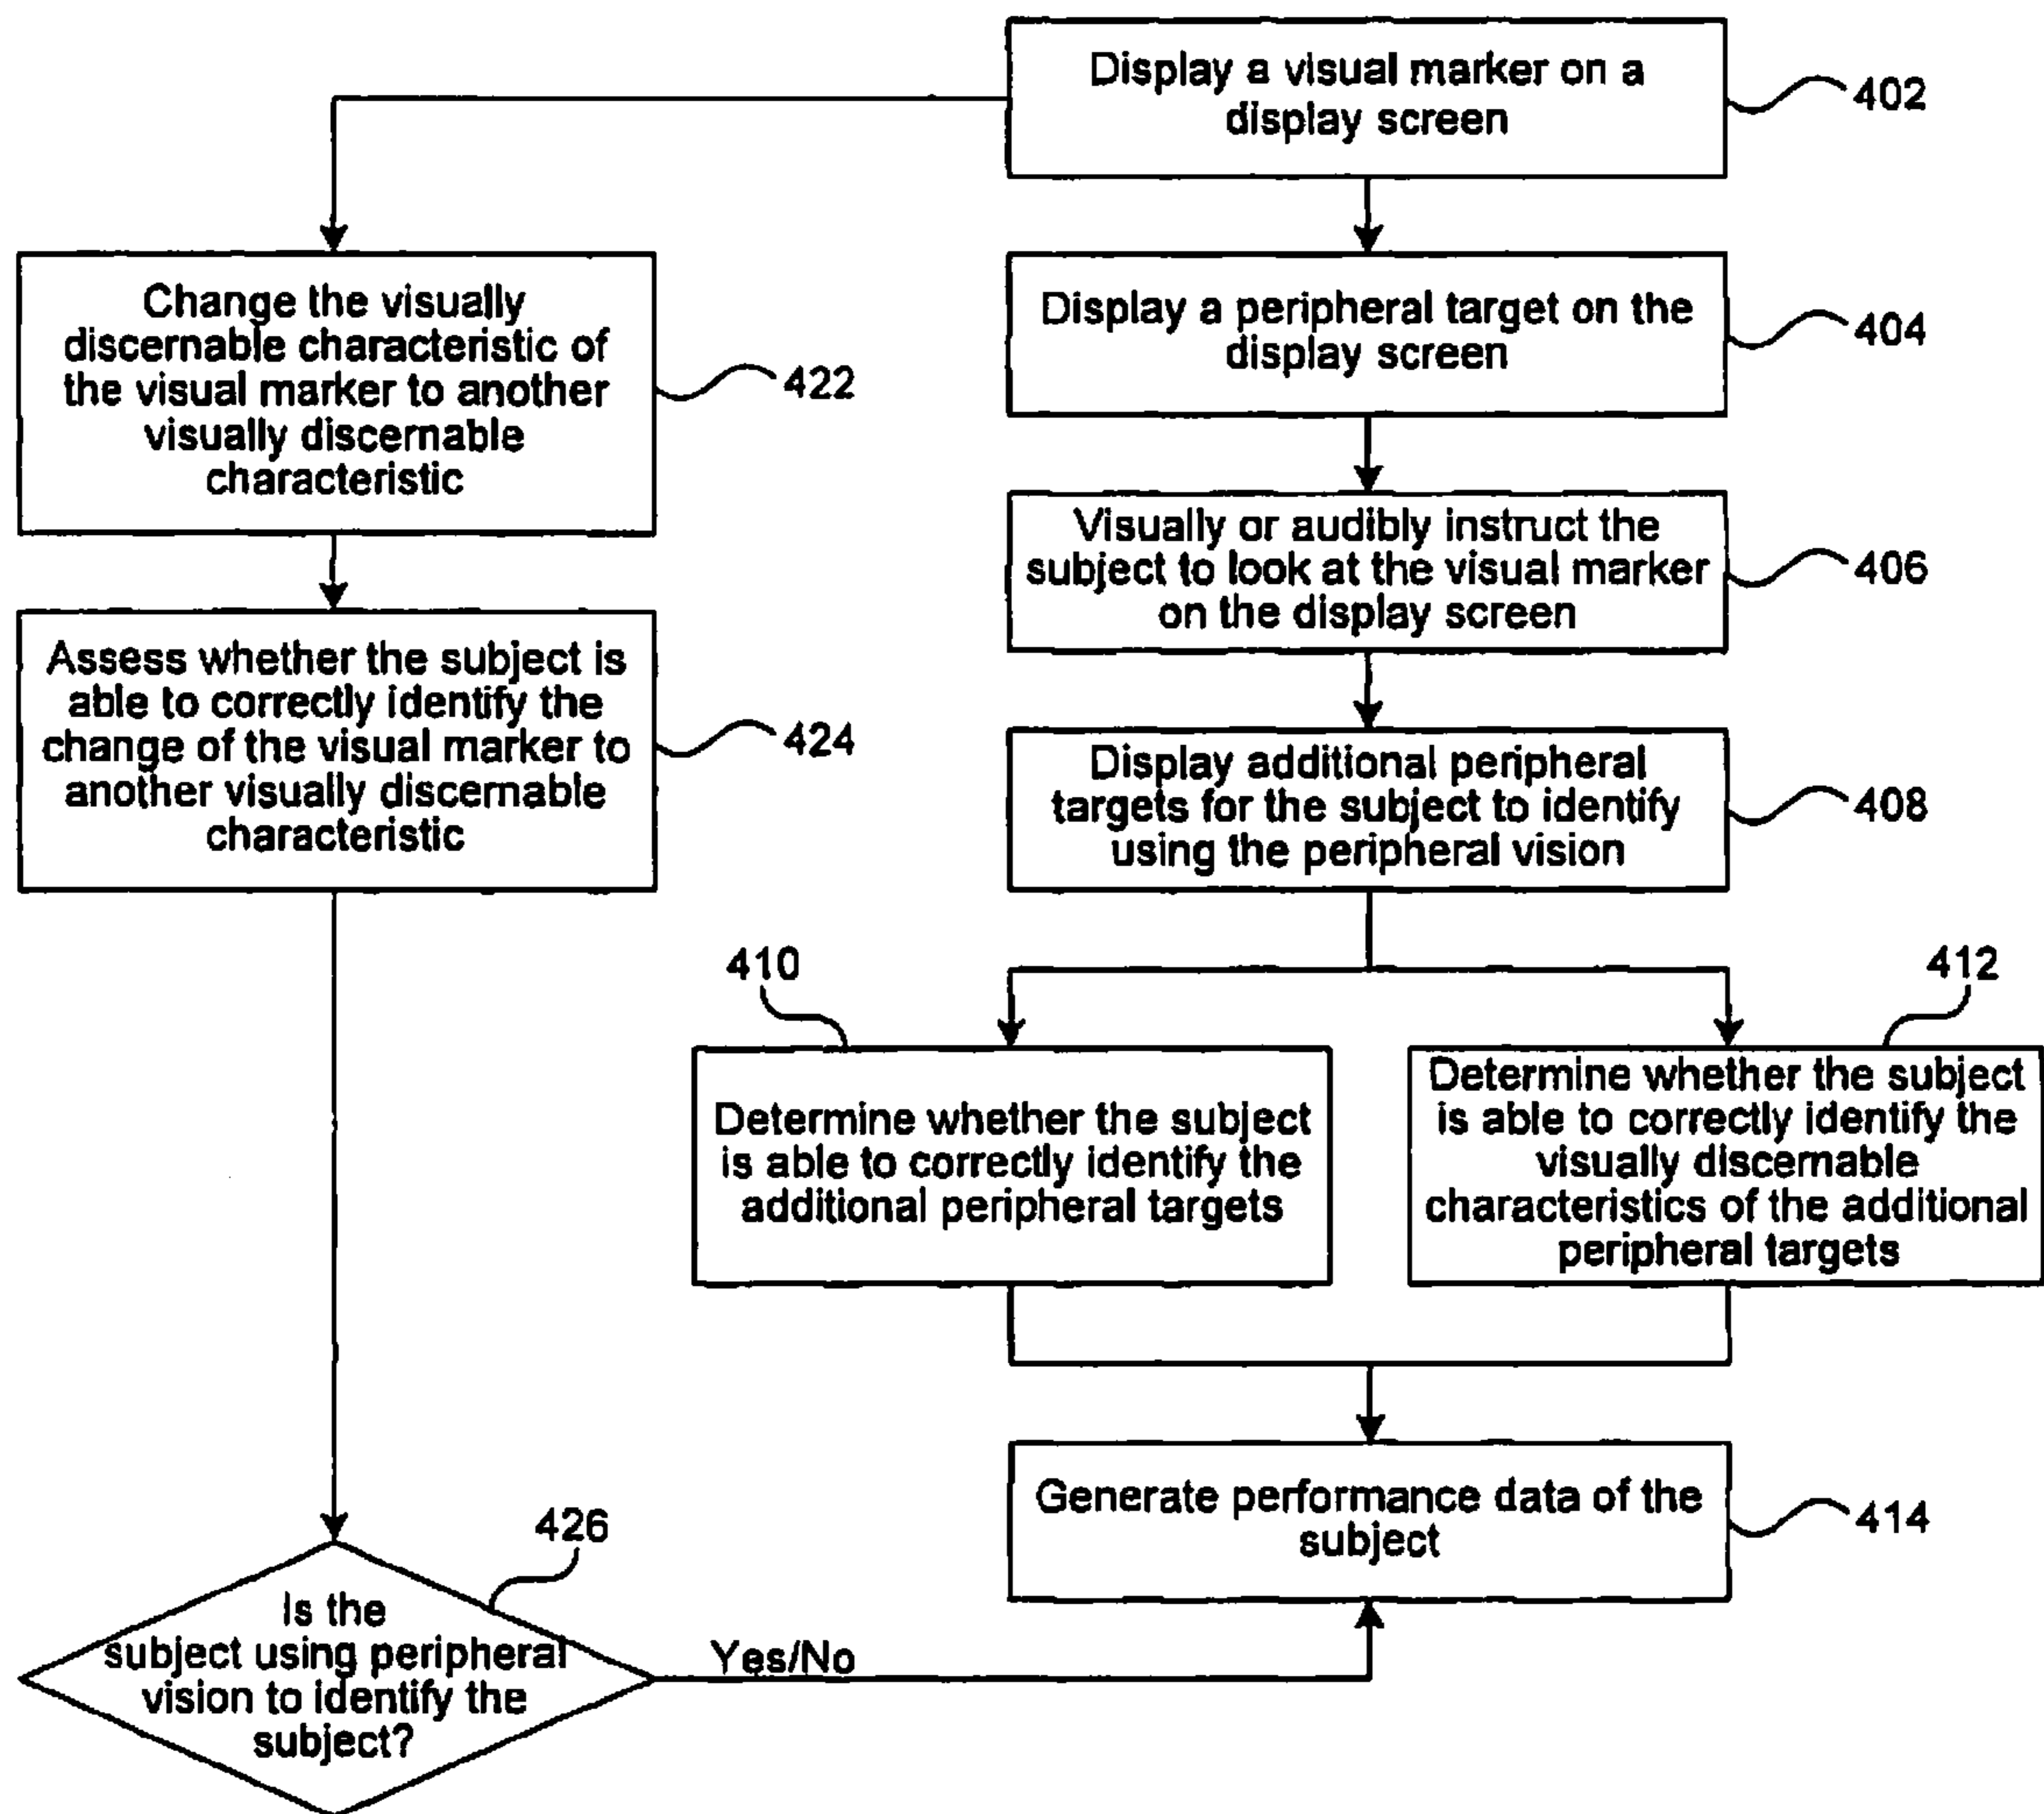 Display a visual marker on a
display screen
402
Change the visually
discernable characteristic of
the visual marker to another
visually discernable
characteristic
422
Display a peripheral target on the
display screen
404
Visually or audibly instruct the
subject to look at the visual marker
on the display screen
406
Assess whether the subject is
able to correctly identify the
change of the visual marker to
another visually discernable
characteristic
424
Display additional peripheral
targets for the subject to identify
using the peripheral vision
408
410
Determine whether the subject
is able to correctly identify the
additional peripheral targets
412
Determine whether the subject
is able to correctly identify the
visually discernable
characteristics of the additional
peripheral targets
Generate performance data of the
subject
414
426
Is the
subject using peripheral
vision to identify the
subject?
Yes/No